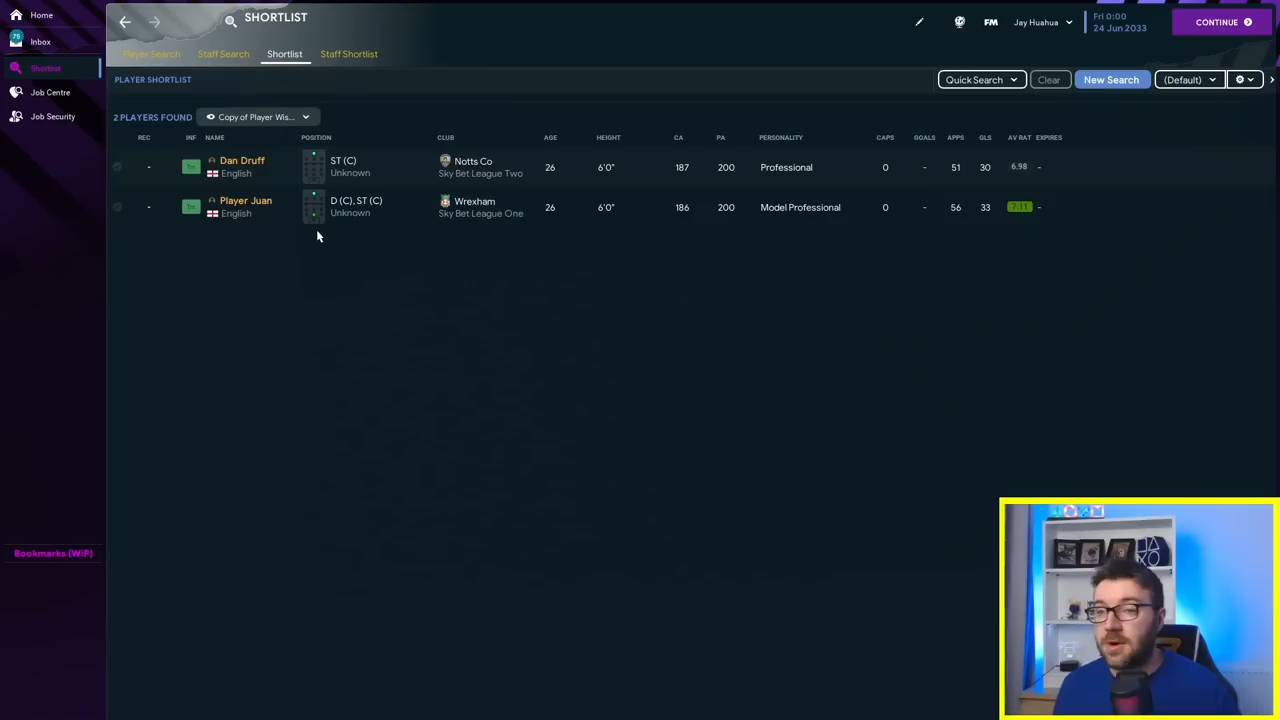 Home
SHORTLIST
Jay Huahua
Fri 0:00
24 Jun 2033
CONTINUE
75
Inbox
Player Search Staff Search Shortlist Staff Shortlist
Shortlist
PLAYER SHORTLIST
Quick Search Clear New Search (Default)
Job Centre
Job Security
2 PLAYERS FOUND Copy of Player Wis...
REC INF NAME POSITION CLUB AGE HEIGHT CA PA PERSONALITY CAPS GOALS APPS GLS AV RAT EXPIRES
- Trn Dan Druff ST (C) Notts Co 26 6'0" 187 200 Professional 0 - 51 30 6.98 -
English Unknown Sky Bet League Two
- Trn Player Juan D (C), ST (C) Wrexham 26 6'0" 186 200 Model Professional 0 - 56 33 7.11 -
English Unknown Sky Bet League One
Bookmarks (WiP)
FM